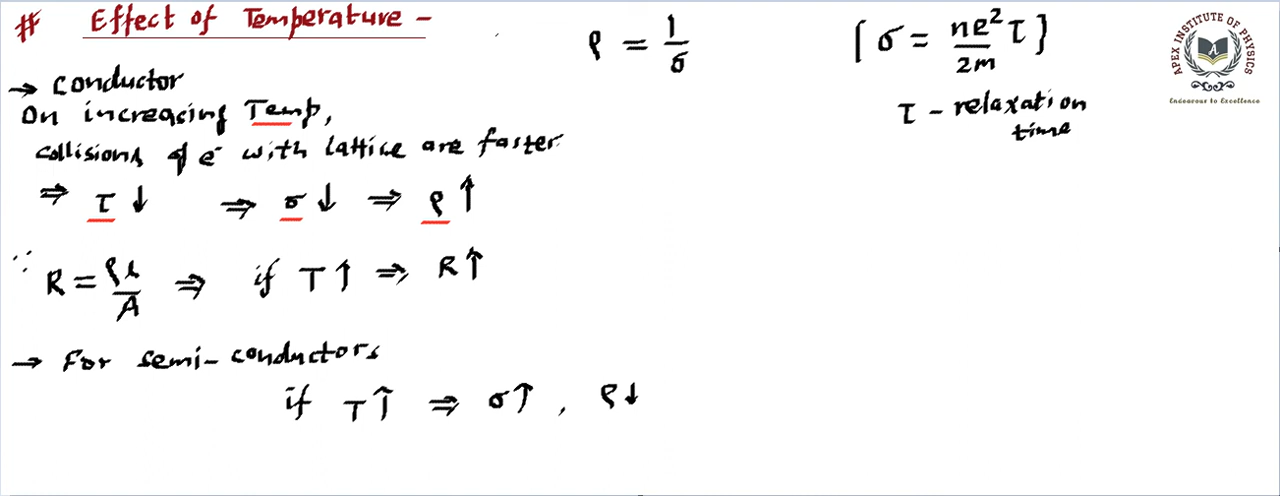 # Effect of Temperature -
ρ = 1/σ
[σ = ne²τ/2m]
τ - relaxation
time
APEX INSTITUTE OF PHYSICS
A
Endeavour to Excellence
→ conductor
On increasing Temp,
collisions of e⁻ with lattice are faster
⇒ τ↓ ⇒ σ↓ ⇒ ρ↑
∵ R = ρl/A ⇒ if T↑ ⇒ R↑
→ For semi-conductors
if T↑ ⇒ σ↑, ρ↓